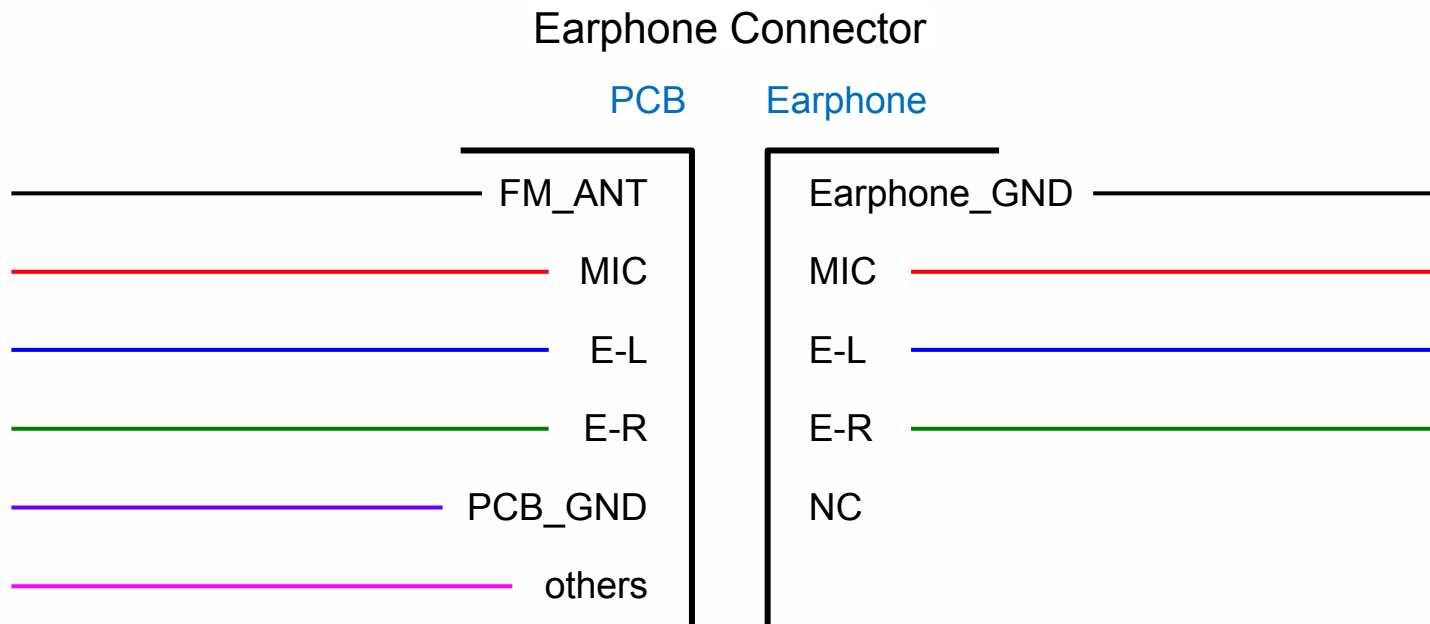 Earphone Connector
PCB Earphone
FM_ANT Earphone_GND
MIC MIC
E-L E-L
E-R E-R
PCB_GND NC
others